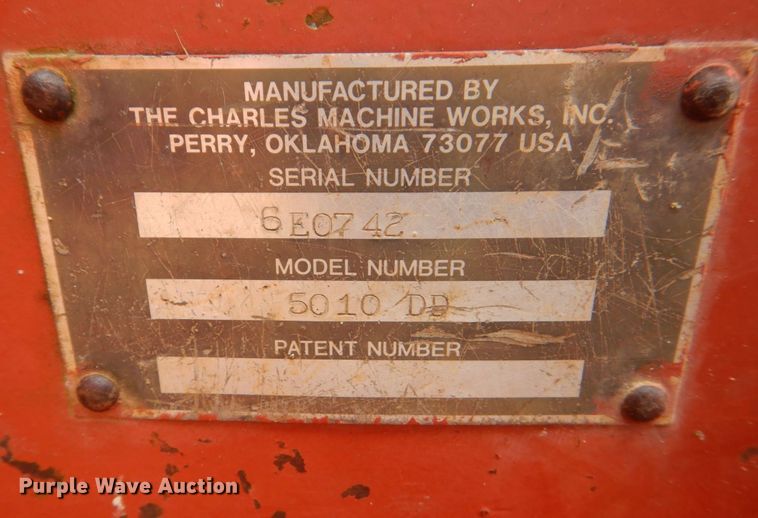 MANUFACTURED BY
THE CHARLES MACHINE WORKS, INC.
PERRY, OKLAHOMA 73077 USA
SERIAL NUMBER
6E0742
MODEL NUMBER
5010 DD
PATENT NUMBER
Purple Wave Auction